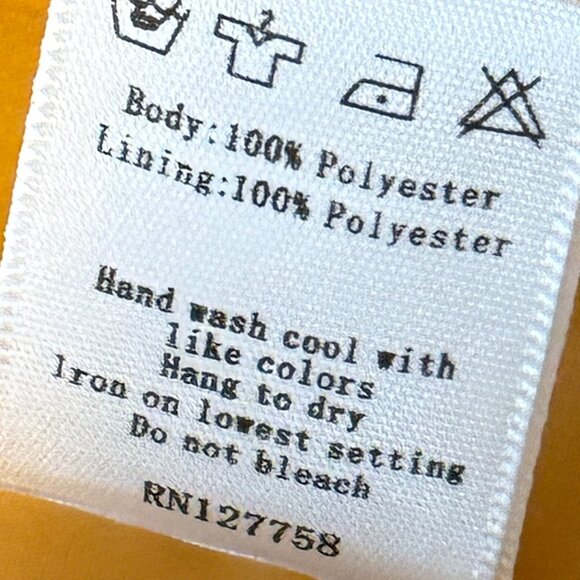 Body:100% Polyester
Lining:100% Polyester
Hand wash cool with
like colors
Hang to dry
Iron on lowest setting
Do not bleach
RN127758